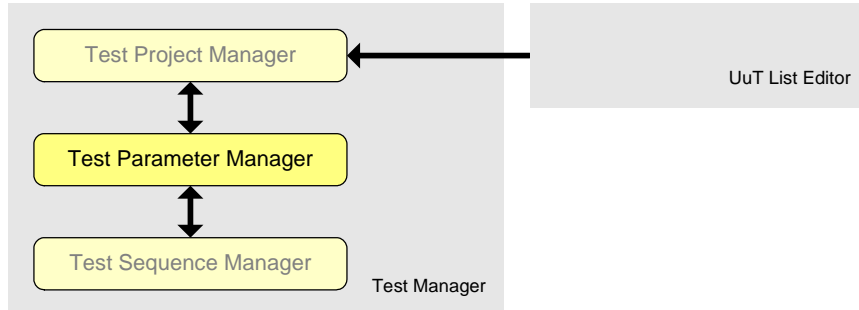 Test Project Manager
UuT List Editor
Test Parameter Manager
Test Sequence Manager
Test Manager